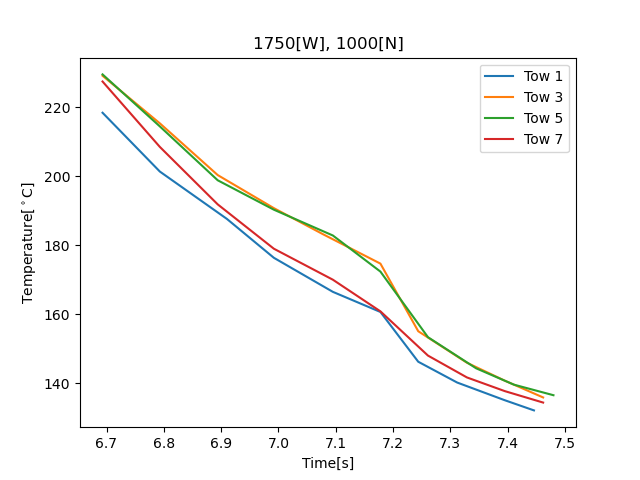 1750[W], 1000[N]
Tow 1
Tow 3
Tow 5
Tow 7
Temperature[°C]
220
200
180
160
140
6.7 6.8 6.9 7.0 7.1 7.2 7.3 7.4 7.5
Time[s]